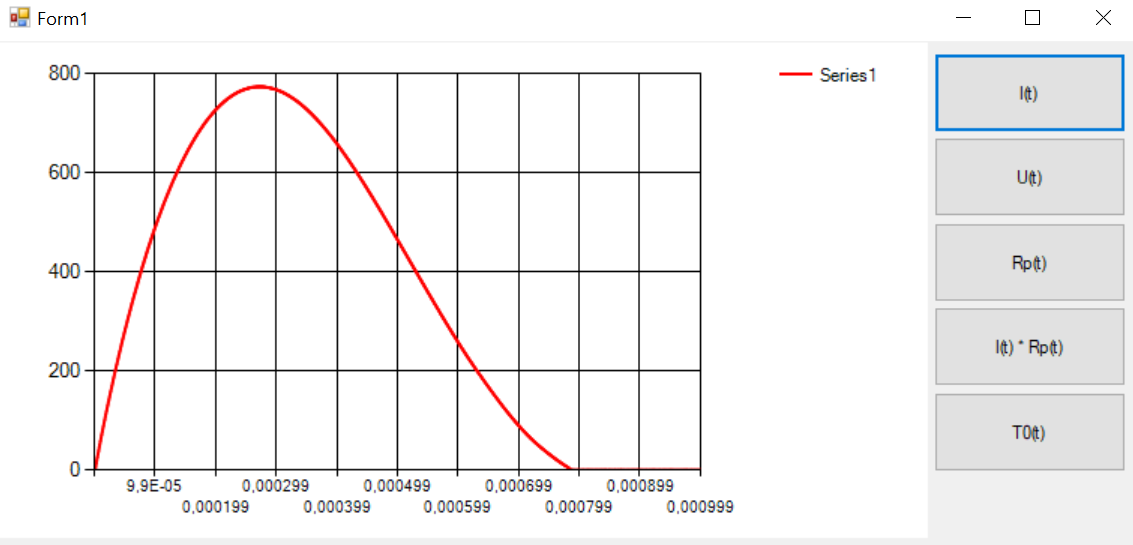 Form1
800
600
400
200
0
9,9E-05
0,000199
0,000299
0,000399
0,000499
0,000599
0,000699
0,000799
0,000899
0,000999
Series1
I(t)
U(t)
Rp(t)
I(t) * Rp(t)
T0(t)